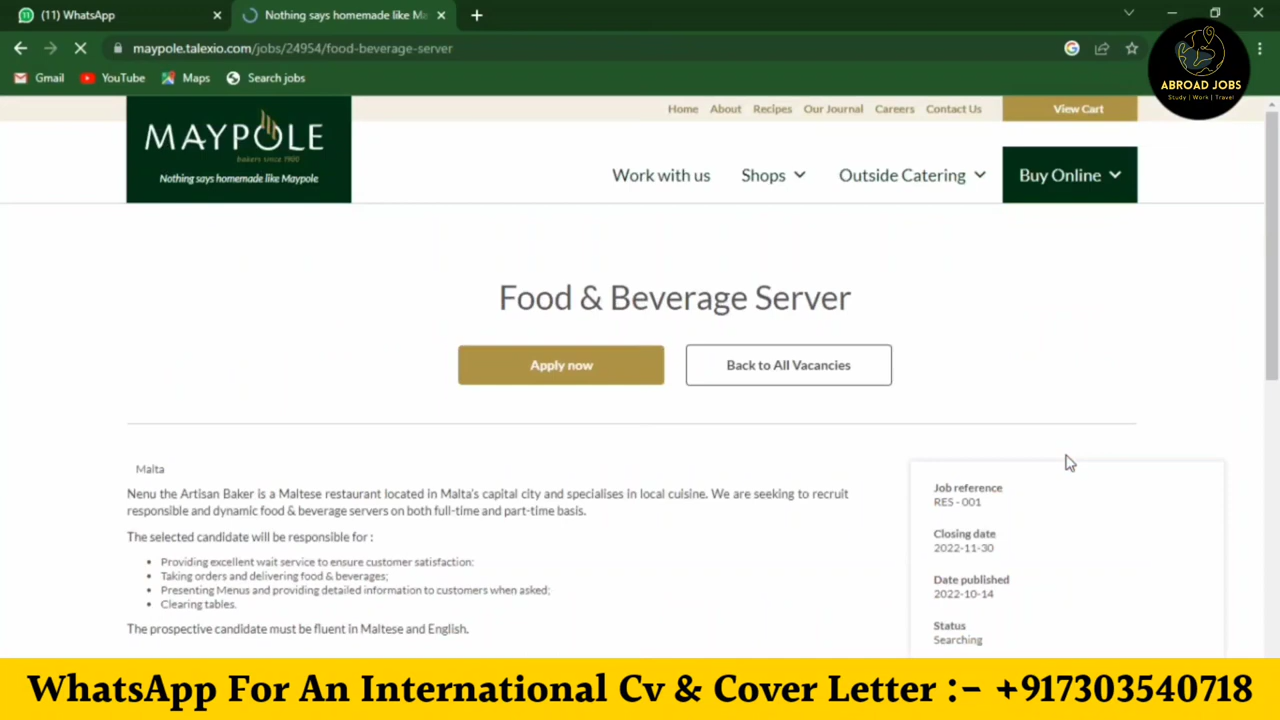 (11) WhatsApp
Nothing says homemade like Ma
maypole.talexio.com/jobs/24954/food-beverage-server
Gmail YouTube Maps Search jobs
ABROAD JOBS
Study | Work | Travel
Home About Recipes Our Journal Careers Contact Us View Cart
MAYPOLE
bakers since 1900
Nothing says homemade like Maypole
Work with us Shops Outside Catering Buy Online
Food & Beverage Server
Apply now Back to All Vacancies
Malta
Nenu the Artisan Baker is a Maltese restaurant located in Malta's capital city and specialises in local cuisine. We are seeking to recruit
responsible and dynamic food & beverage servers on both full-time and part-time basis.
The selected candidate will be responsible for :
• Providing excellent wait service to ensure customer satisfaction:
• Taking orders and delivering food & beverages;
• Presenting Menus and providing detailed information to customers when asked;
• Clearing tables.
The prospective candidate must be fluent in Maltese and English.
Job reference
RES - 001
Closing date
2022-11-30
Date published
2022-10-14
Status
Searching
WhatsApp For An International Cv & Cover Letter :- +917303540718